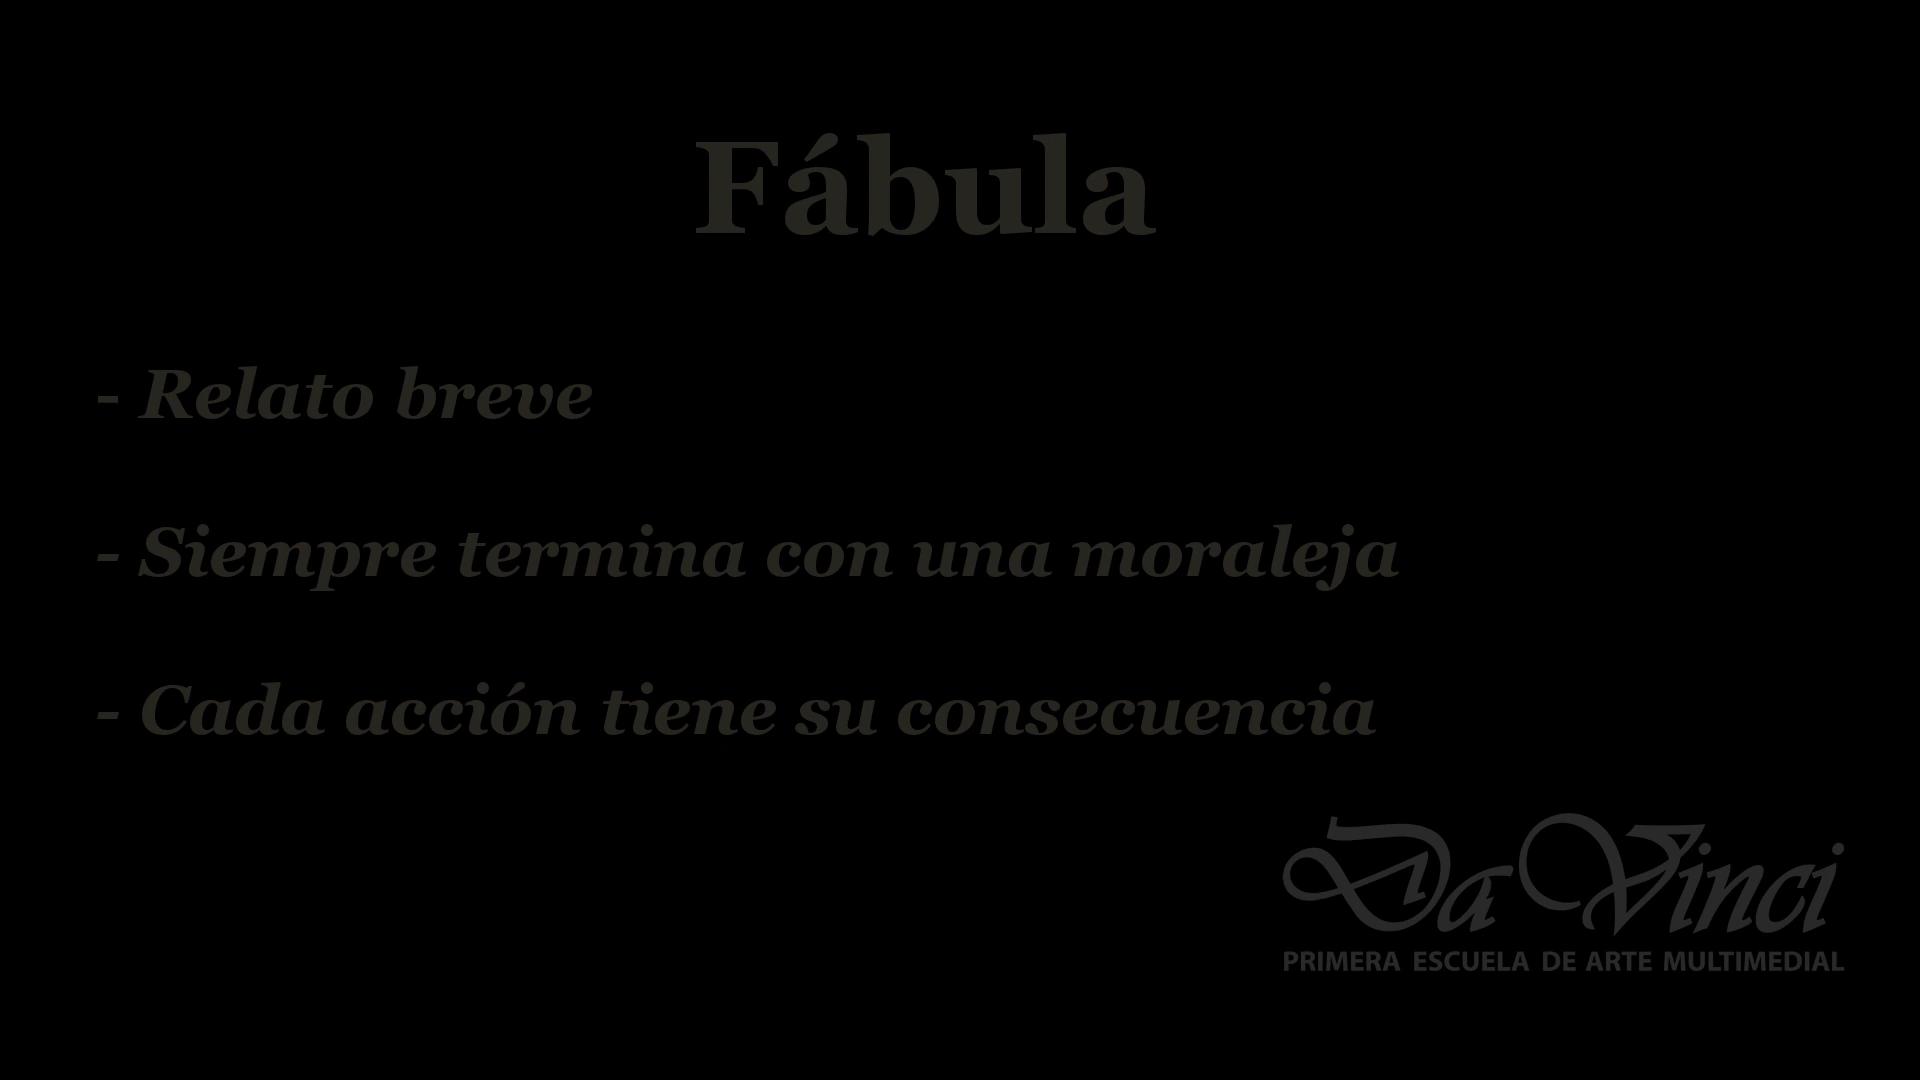 Fábula
- Relato breve
- Siempre termina con una moraleja
- Cada acción tiene su consecuencia
Da Vinci
PRIMERA ESCUELA DE ARTE MULTIMEDIAL